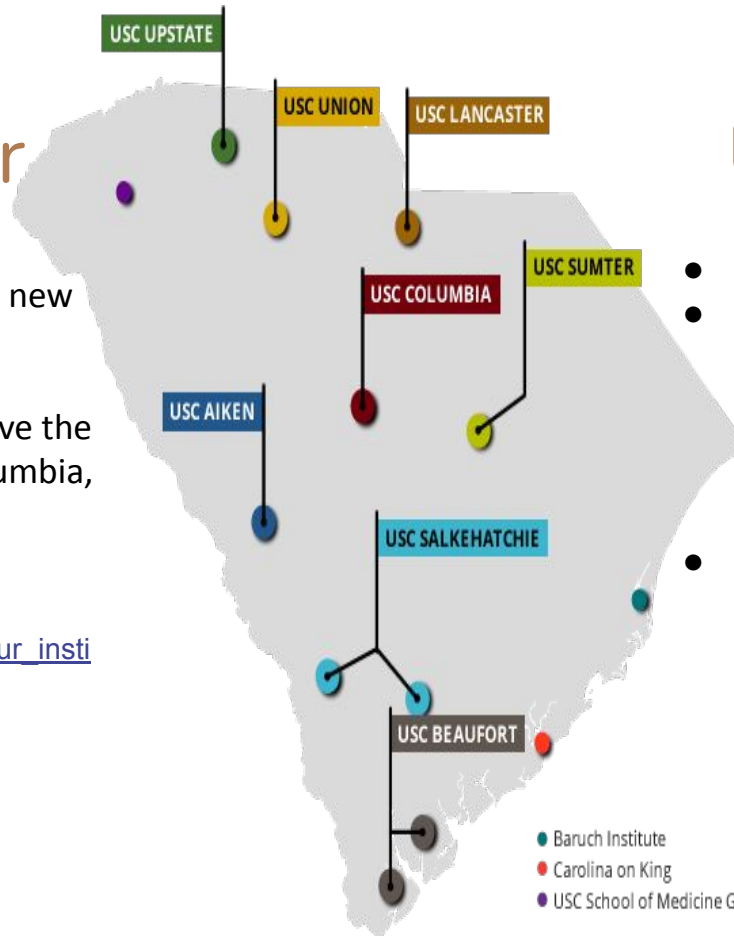 USC UPSTATE
USC UNION
USC LANCASTER
r
new
USC COLUMBIA
USC SUMTER
•
•
USC AIKEN
ve the
umbia,
USC SALKEHATCHIE
•
ur_insti
USC BEAUFORT
Baruch Institute
Carolina on King
USC School of Medicine G